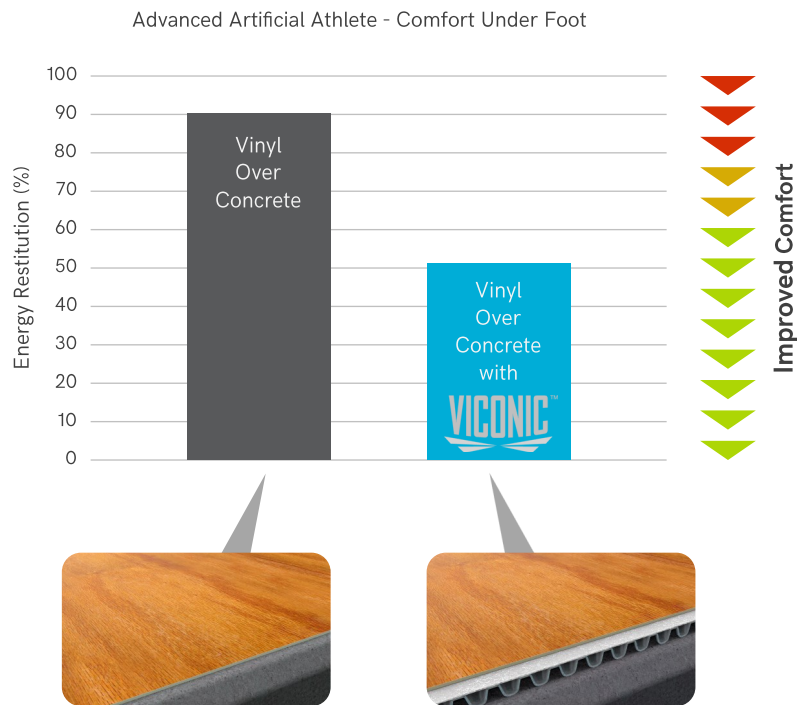 Advanced Artificial Athlete - Comfort Under Foot
Energy Restitution (%)
100
90
80
70
60
50
40
30
20
10
0
Vinyl
Over
Concrete
Vinyl
Over
Concrete
with
VICONIC™
Improved Comfort